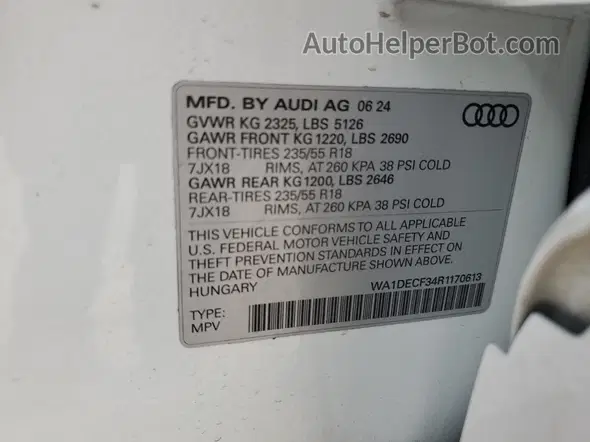 AutoHelperBot.com
MFD. BY AUDI AG 06 24
GVWR KG 2325, LBS 5126
GAWR FRONT KG 1220, LBS 2690
FRONT-TIRES 235/55 R18
7JX18 RIMS, AT 260 KPA 38 PSI COLD
GAWR REAR KG 1200, LBS 2646
REAR-TIRES 235/55 R18
7JX18 RIMS, AT 260 KPA 38 PSI COLD
THIS VEHICLE CONFORMS TO ALL APPLICABLE
U.S. FEDERAL MOTOR VEHICLE SAFETY AND
THEFT PREVENTION STANDARDS IN EFFECT ON
THE DATE OF MANUFACTURE SHOWN ABOVE.
HUNGARY WA1DECF34R1170613
TYPE:
MPV